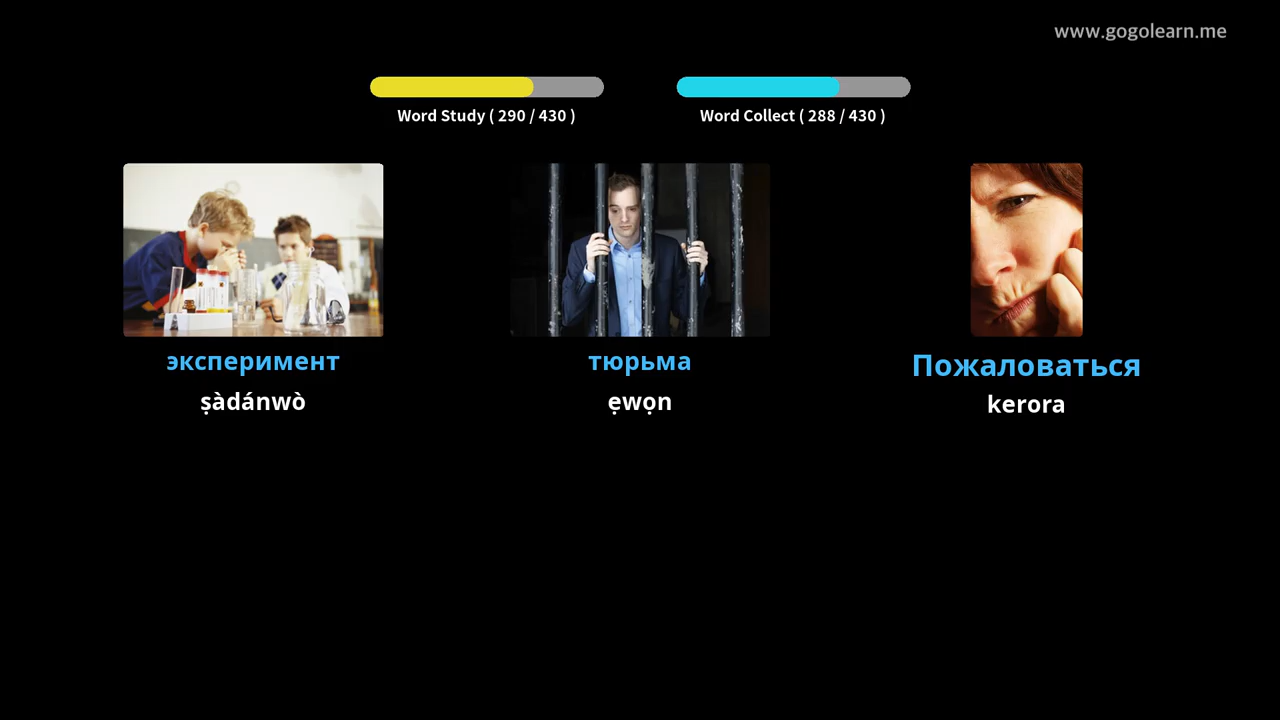 www.gogolearn.me
Word Study ( 290 / 430 )
Word Collect ( 288 / 430 )
эксперимент
тюрьма
Пожаловаться
ṣàdánwò
ẹwọn
kerora